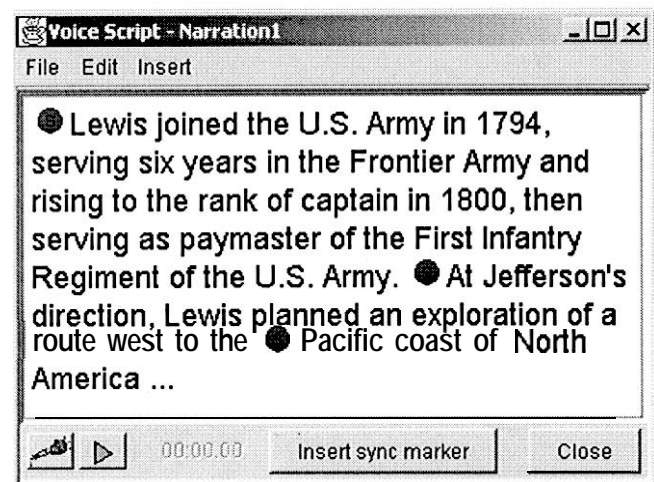 Voice Script - Narration1
File Edit Insert
Lewis joined the U.S. Army in 1794,
serving six years in the Frontier Army and
rising to the rank of captain in 1800, then
serving as paymaster of the First Infantry
Regiment of the U.S. Army. At Jefferson's
direction, Lewis planned an exploration of a
route west to the Pacific coast of North
America ...
00:00.00 Insert sync marker Close